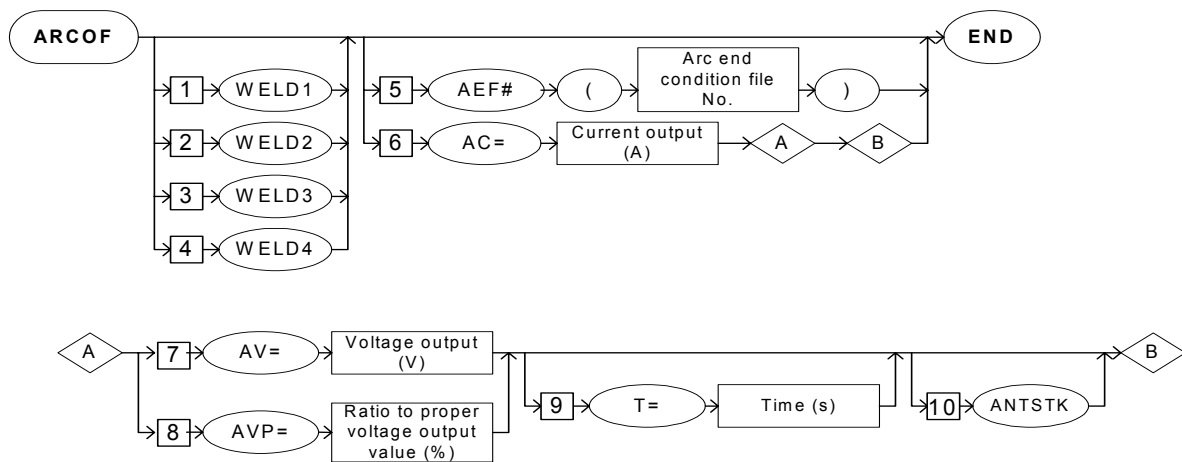 ARCOF
END
1 WELD1
2 WELD2
3 WELD3
4 WELD4
5 AEF# ( Arc end
condition file
No. )
6 AC= Current output
(A) A B
A 7 AV= Voltage output
(V) B
8 AVP= Ratio to proper
voltage output
value (%)
9 T= Time (s)
10 ANTSTK